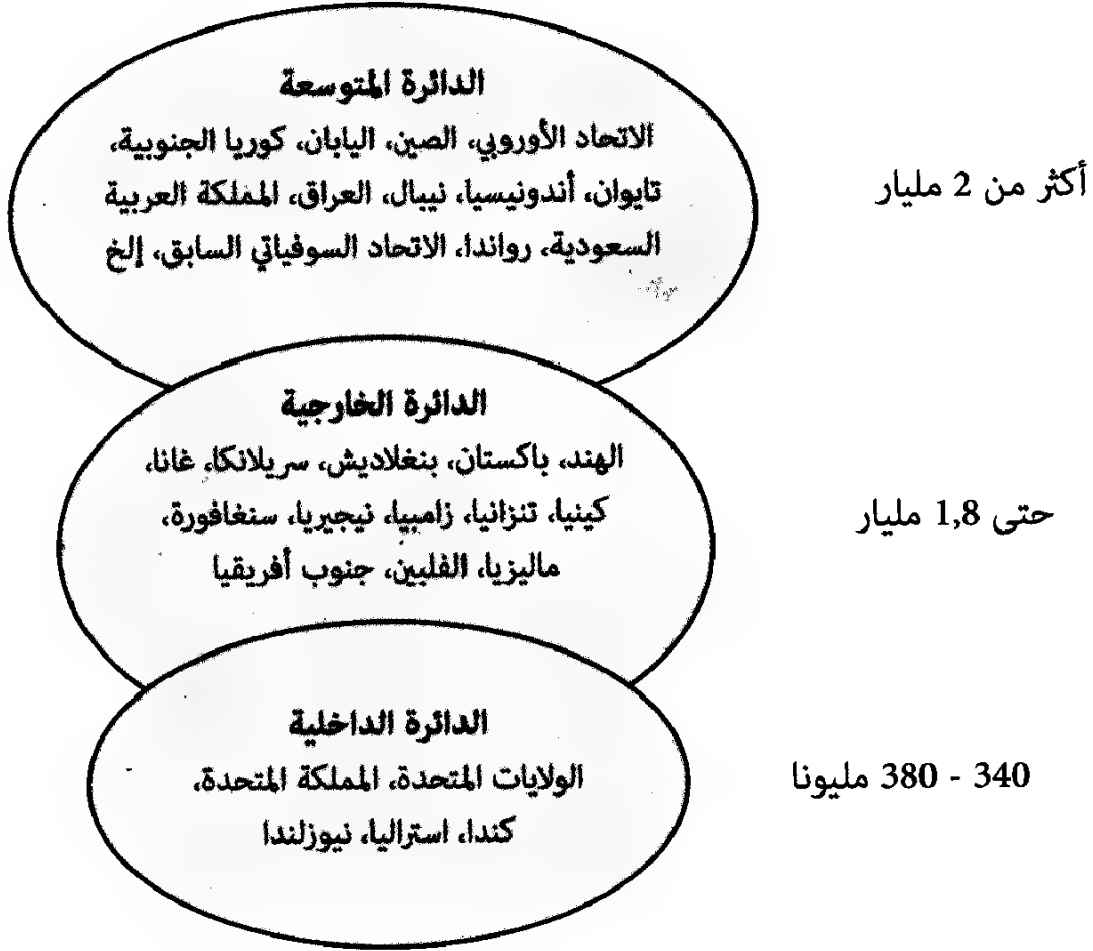 الدائرة المتوسعة
الاتحاد الأوروبي، الصين، اليابان، كوريا الجنوبية،
تايوان، أندونيسيا، نيبال، العراق، المملكة العربية
السعودية، رواندا، الاتحاد السوفياتي السابق، إلخ
أكثر من 2 مليار
الدائرة الخارجية
الهند، باكستان، بنغلاديش، سريلانكا، غانا،
كينيا، تنزانيا، زامبيا، نيجيريا، سنغافورة،
ماليزيا، الفلبين، جنوب أفريقيا
حتى 1,8 مليار
الدائرة الداخلية
الولايات المتحدة، المملكة المتحدة،
كندا، استراليا، نيوزلندا
340 - 380 مليونا